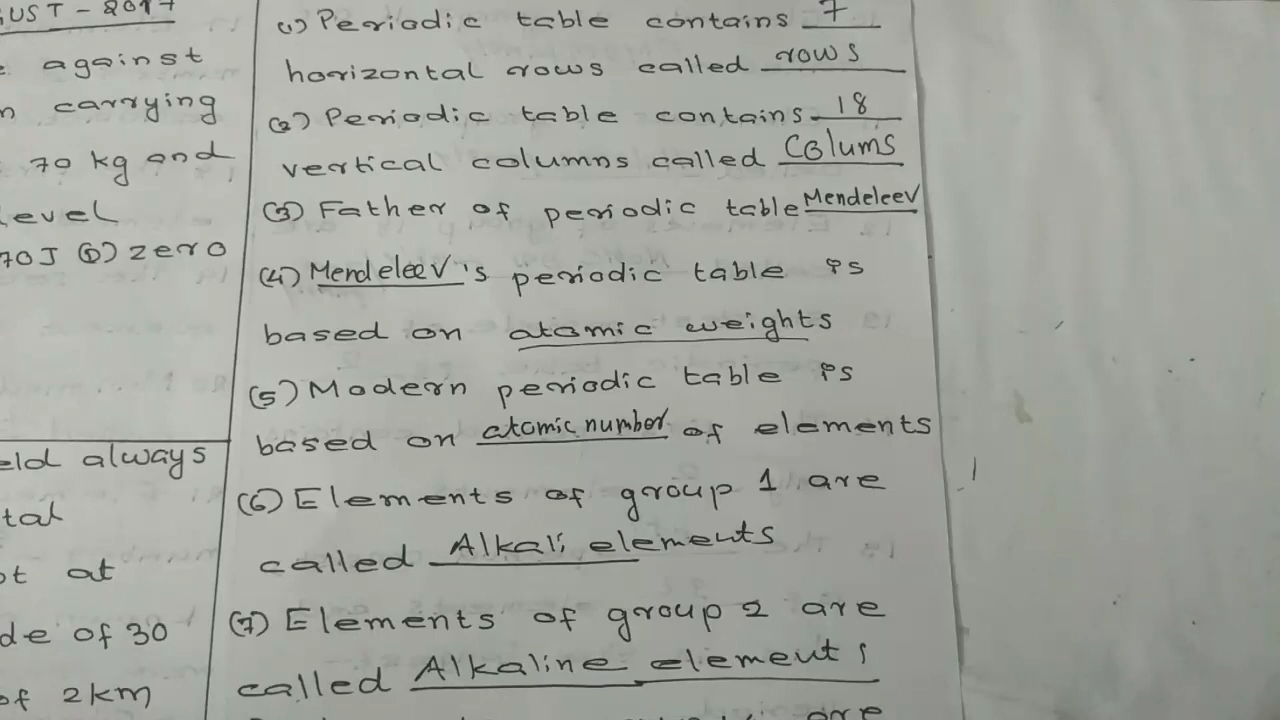 UST - 2017
against
carrying
70 kg and
level
70J (b) zero
eld always
tal
ot at
de of 30
of 2km
(1) Periodic table contains 7
horizontal rows called rows
(2) Periodic table contains 18
vertical columns called Colums
(3) Father of periodic table Mendeleev
(4) Mendeleev's periodic table is
based on atomic weights
(5) Modern periodic table is
based on atomic number of elements
(6) Elements of group 1 are
called Alkali elements
(7) Elements of group 2 are
called Alkaline elements
are